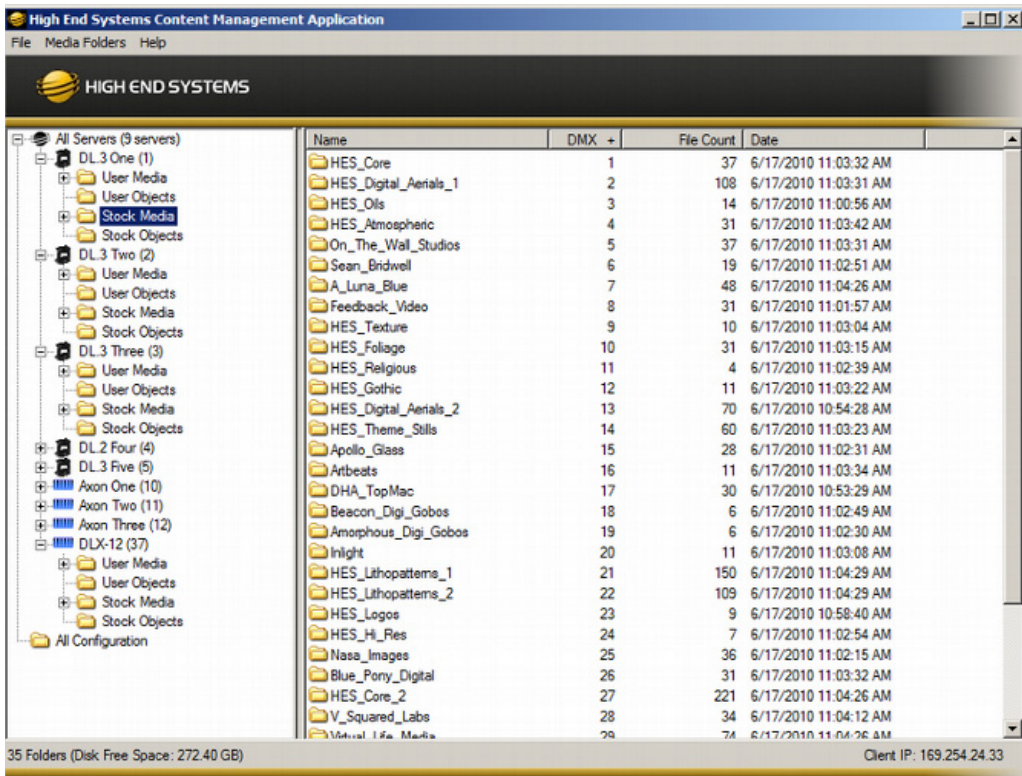 High End Systems Content Management Application
File Media Folders Help
HIGH END SYSTEMS
All Servers (9 servers)
DL.3 One (1)
User Media
User Objects
Stock Media
Stock Objects
DL.3 Two (2)
User Media
User Objects
Stock Media
Stock Objects
DL.3 Three (3)
User Media
User Objects
Stock Media
Stock Objects
DL.2 Four (4)
DL.3 Five (5)
Axon One (10)
Axon Two (11)
Axon Three (12)
DLX-12 (37)
User Media
User Objects
Stock Media
Stock Objects
All Configuration
Name DMX + File Count Date
HES_Core 1 37 6/17/2010 11:03:32 AM
HES_Digital_Aerials_1 2 108 6/17/2010 11:03:31 AM
HES_Oils 3 14 6/17/2010 11:00:56 AM
HES_Atmospheric 4 31 6/17/2010 11:03:42 AM
On_The_Wall_Studios 5 37 6/17/2010 11:03:31 AM
Sean_Bridwell 6 19 6/17/2010 11:02:51 AM
A_Luna_Blue 7 48 6/17/2010 11:04:26 AM
Feedback_Video 8 31 6/17/2010 11:01:57 AM
HES_Texture 9 10 6/17/2010 11:03:04 AM
HES_Foliage 10 31 6/17/2010 11:03:15 AM
HES_Religious 11 4 6/17/2010 11:02:39 AM
HES_Gothic 12 11 6/17/2010 11:03:22 AM
HES_Digital_Aerials_2 13 70 6/17/2010 10:54:28 AM
HES_Theme_Stills 14 60 6/17/2010 11:03:23 AM
Apollo_Glass 15 28 6/17/2010 11:02:31 AM
Artbeats 16 11 6/17/2010 11:03:34 AM
DHA_TopMac 17 30 6/17/2010 10:53:29 AM
Beacon_Digi_Gobos 18 6 6/17/2010 11:02:49 AM
Amorphous_Digi_Gobos 19 6 6/17/2010 11:02:30 AM
Inlight 20 11 6/17/2010 11:03:08 AM
HES_Lithopatterns_1 21 150 6/17/2010 11:04:29 AM
HES_Lithopatterns_2 22 109 6/17/2010 11:04:29 AM
HES_Logos 23 9 6/17/2010 10:58:40 AM
HES_Hi_Res 24 7 6/17/2010 11:02:54 AM
Nasa_Images 25 36 6/17/2010 11:02:15 AM
Blue_Pony_Digital 26 31 6/17/2010 11:03:32 AM
HES_Core_2 27 221 6/17/2010 11:04:26 AM
V_Squared_Labs 28 34 6/17/2010 11:04:12 AM
Virtual_Life_Media 29 74 6/17/2010 11:04:26 AM
35 Folders (Disk Free Space: 272.40 GB)
Client IP: 169.254.24.33